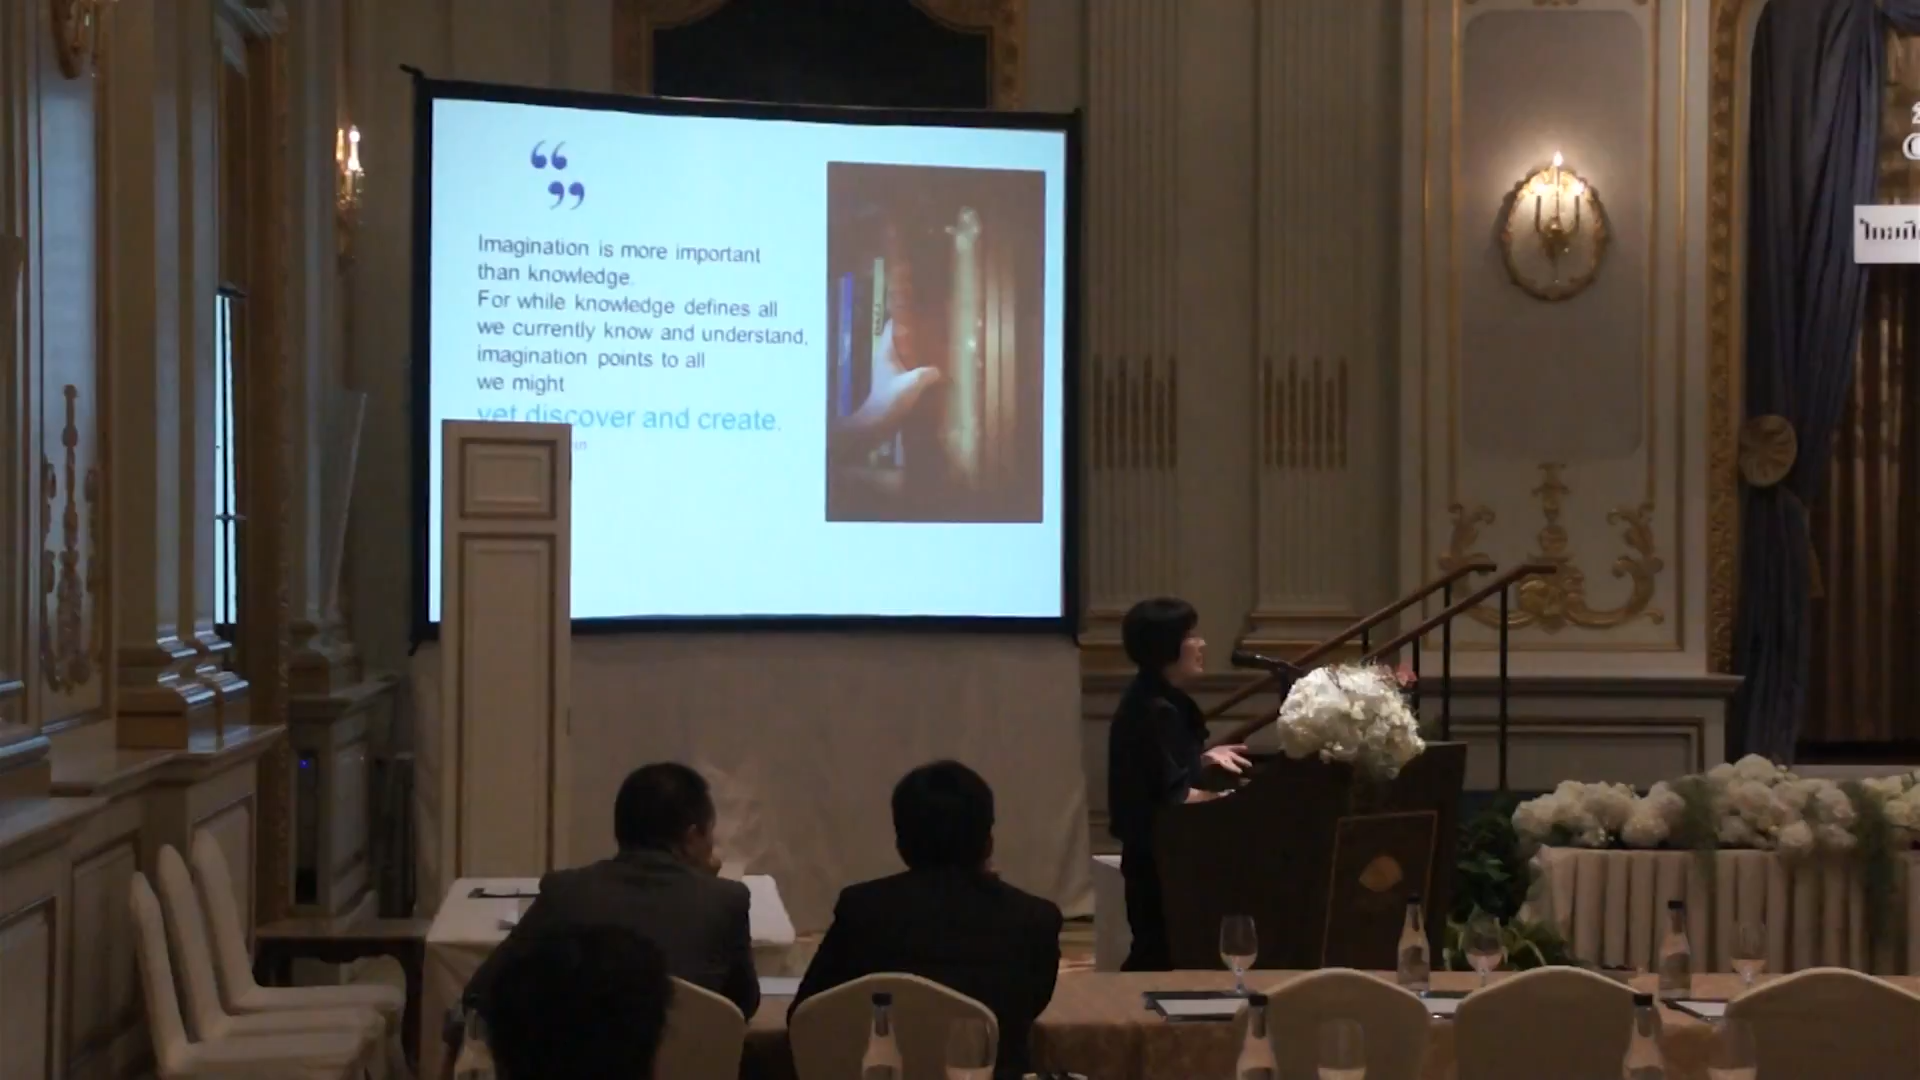 “
”
Imagination is more important
than knowledge.
For while knowledge defines all
we currently know and understand,
imagination points to all
we might
yet discover and create.